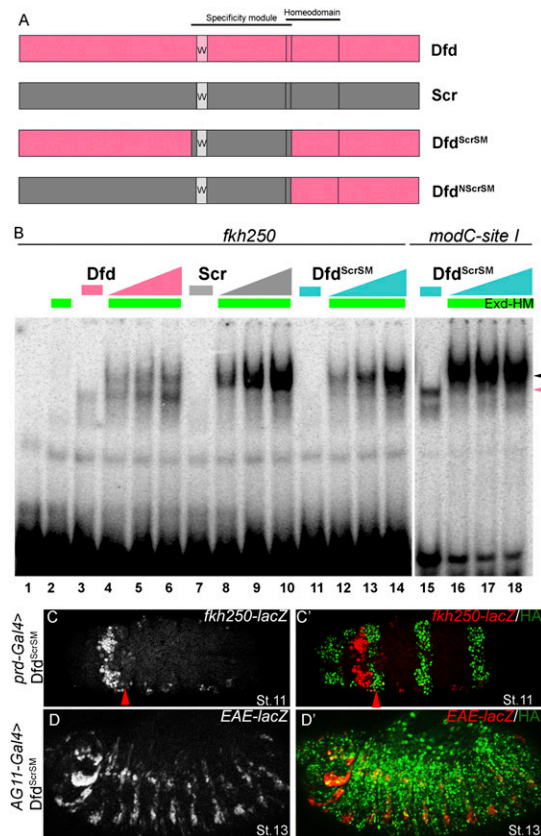 A
Specificity module
Homeodomain
W
Dfd
W
Scr
W
Dfd^ScrSM
W
Dfd^NScrSM
B
fkh250
modC-site I
Dfd
Scr
Dfd^ScrSM
Dfd^ScrSM
Exd-HM
1 2 3 4 5 6 7 8 9 10 11 12 13 14 15 16 17 18
prd-Gal4>
Dfd^ScrSM
C
fkh250-lacZ
St.11
C'
fkh250-lacZ/HA
St.11
AG11-Gal4>
Dfd^ScrSM
D
EAE-lacZ
St.13
D'
EAE-lacZ/HA
St.13